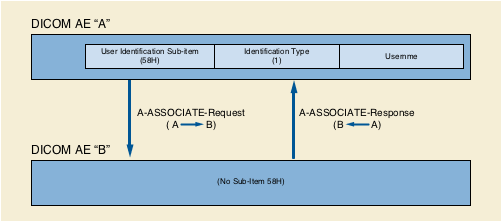 DICOM AE “A”
User Identification Sub-item
(58H)
Identification Type
(1)
Usernme
A-ASSOCIATE-Request
( A B)
A-ASSOCIATE-Response
(B A)
DICOM AE “B”
(No Sub-Item 58H)